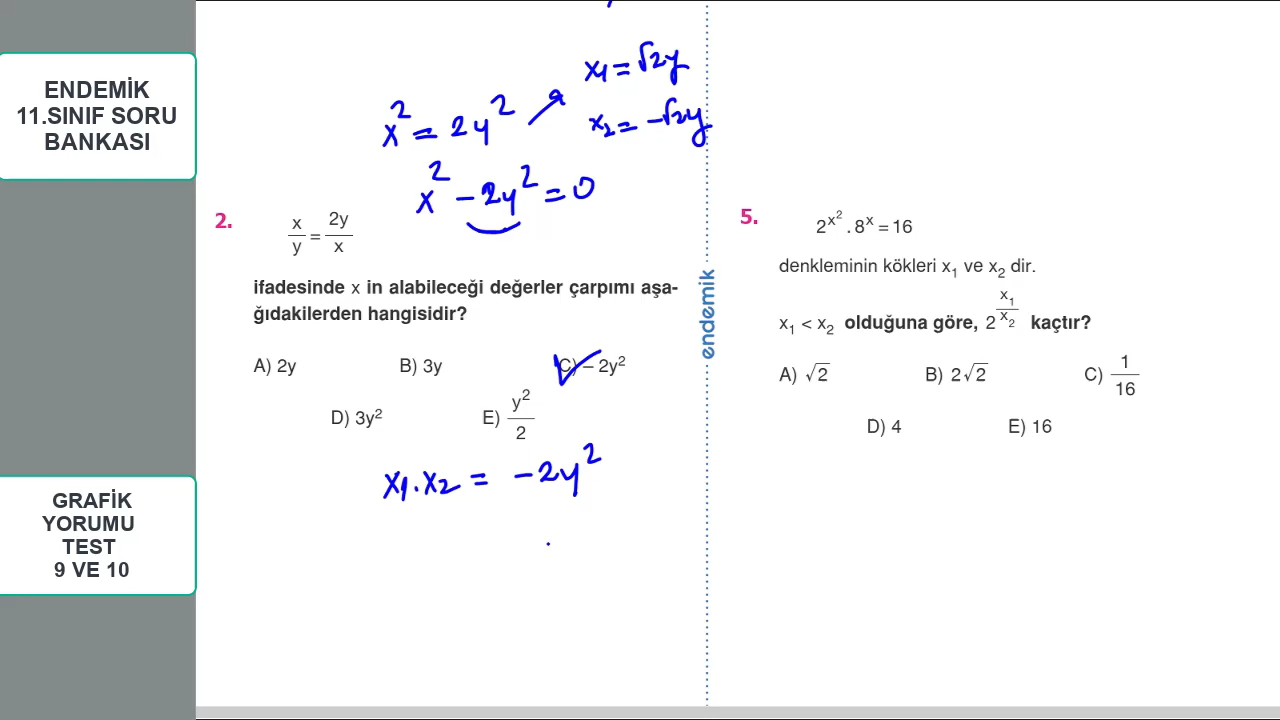 ENDEMİK
11.SINIF SORU
BANKASI
GRAFİK
YORUMU
TEST
9 VE 10
x² = 2y²
x₁ = √2y
x₂ = -√2y
x² - 2y² = 0
2. x/y = 2y/x
ifadesinde x in alabileceği değerler çarpımı aşa-
ğıdakilerden hangisidir?
A) 2y B) 3y C) – 2y²
D) 3y² E) y²/2
x₁.x₂ = -2y²
endemik
5. 2^(x²) . 8^x = 16
denkleminin kökleri x₁ ve x₂ dir.
x₁ < x₂ olduğuna göre, 2^(x₁/x₂) kaçtır?
A) √2 B) 2√2 C) 1/16
D) 4 E) 16